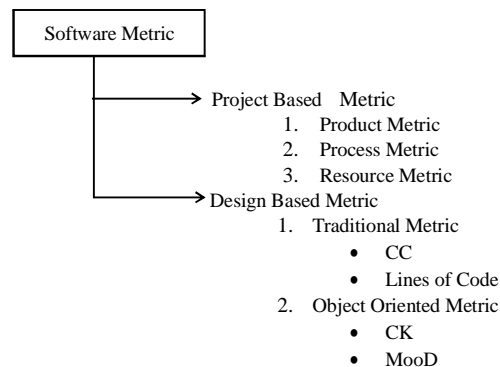 Software Metric
Project Based Metric
1. Product Metric
2. Process Metric
3. Resource Metric
Design Based Metric
1. Traditional Metric
• CC
• Lines of Code
2. Object Oriented Metric
• CK
• MooD